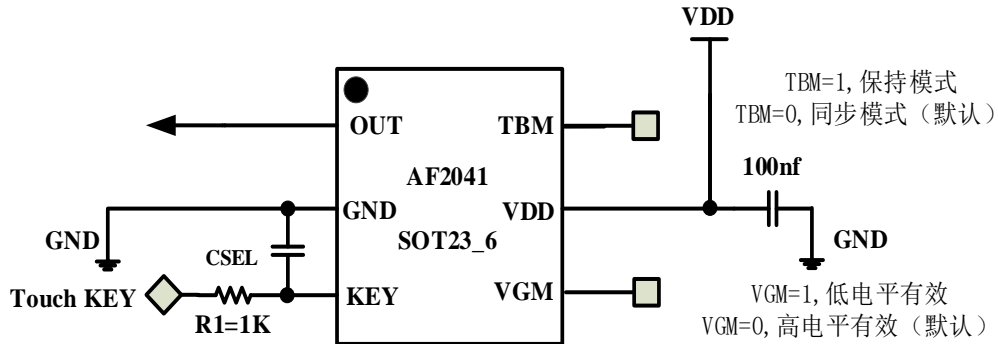 VDD
TBM=1,保持模式
TBM=0,同步模式（默认）
OUT
TBM
AF2041
100nf
GND
VDD
GND
SOT23_6
GND
CSEL
Touch KEY
KEY
VGM
R1=1K
VGM=1,低电平有效
VGM=0,高电平有效（默认）